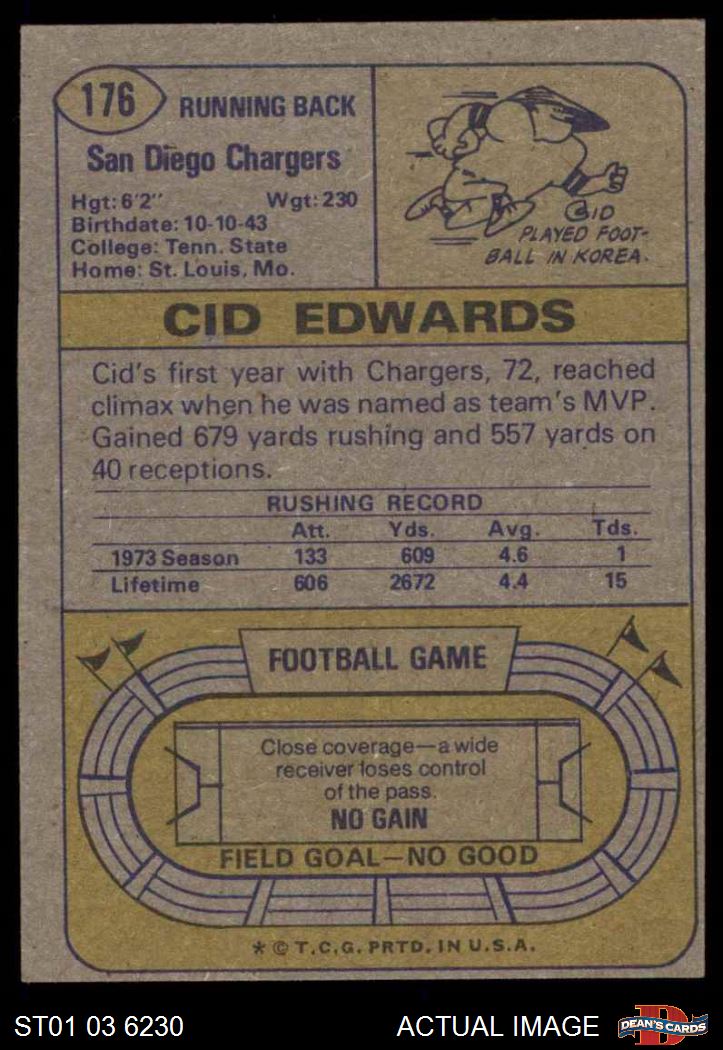 176
RUNNING BACK
San Diego Chargers
Hgt: 6'2" Wgt: 230
Birthdate: 10-10-43
College: Tenn. State
Home: St. Louis, Mo.
CID
PLAYED FOOT-
BALL IN KOREA.
CID EDWARDS
Cid's first year with Chargers, 72, reached
climax when he was named as team's MVP.
Gained 679 yards rushing and 557 yards on
40 receptions.
RUSHING RECORD
Att. Yds. Avg. Tds.
1973 Season 133 609 4.6 1
Lifetime 606 2672 4.4 15
FOOTBALL GAME
Close coverage—a wide
receiver loses control
of the pass.
NO GAIN
FIELD GOAL—NO GOOD
* © T.C.G. PRTD. IN U.S.A.
ST01 03 6230 ACTUAL IMAGE
D
DEAN'S CARDS